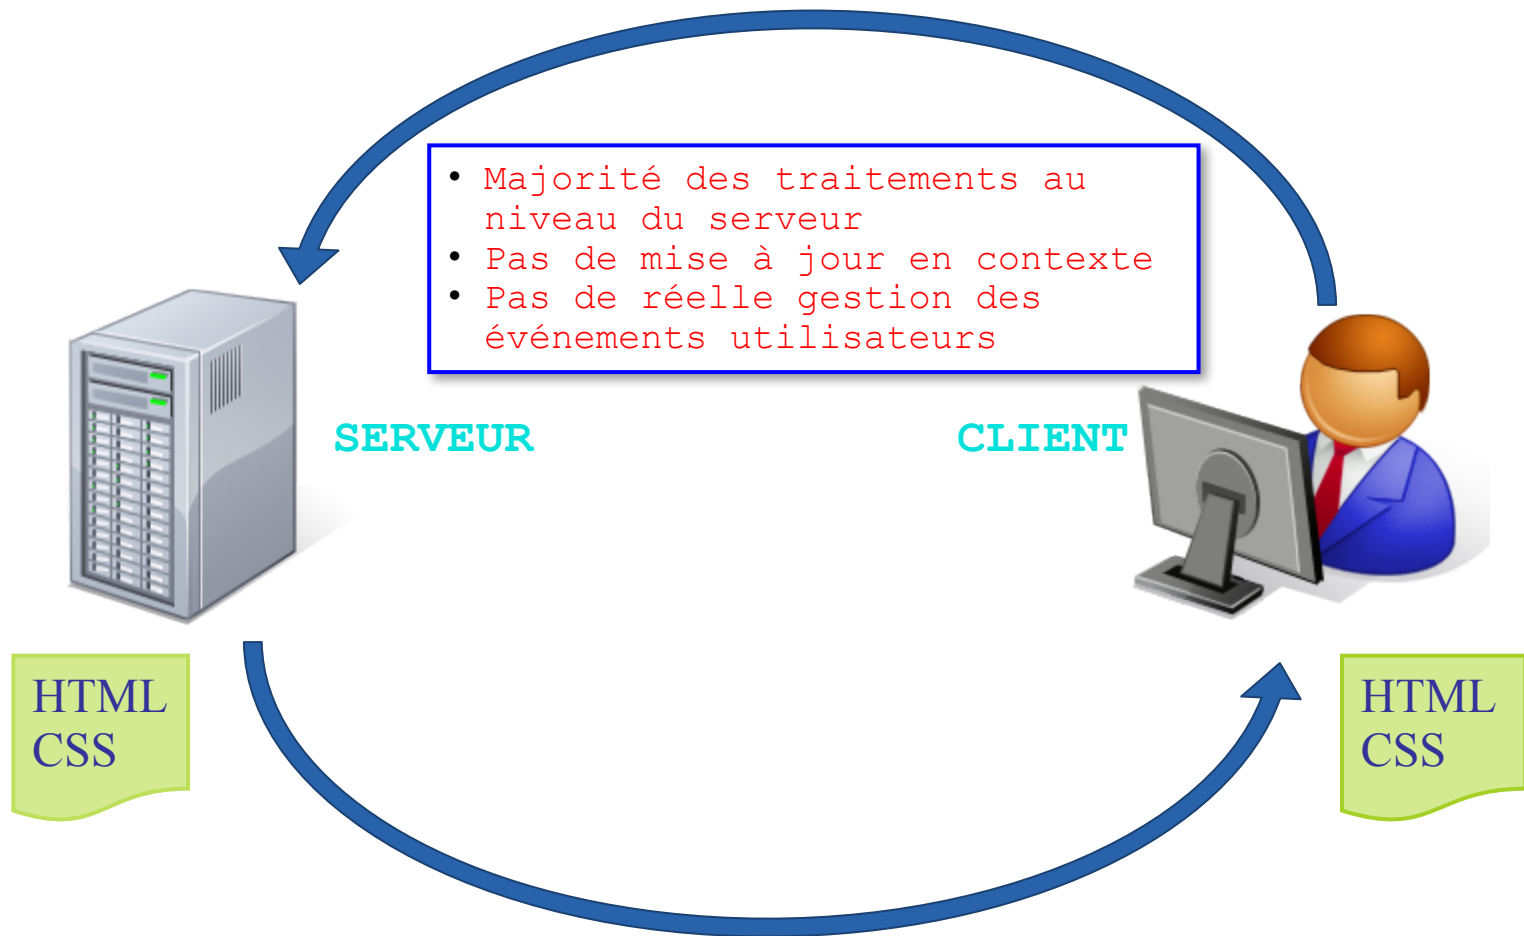 • Majorité des traitements au
niveau du serveur
• Pas de mise à jour en contexte
• Pas de réelle gestion des
événements utilisateurs
SERVEUR
CLIENT
HTML
CSS
HTML
CSS